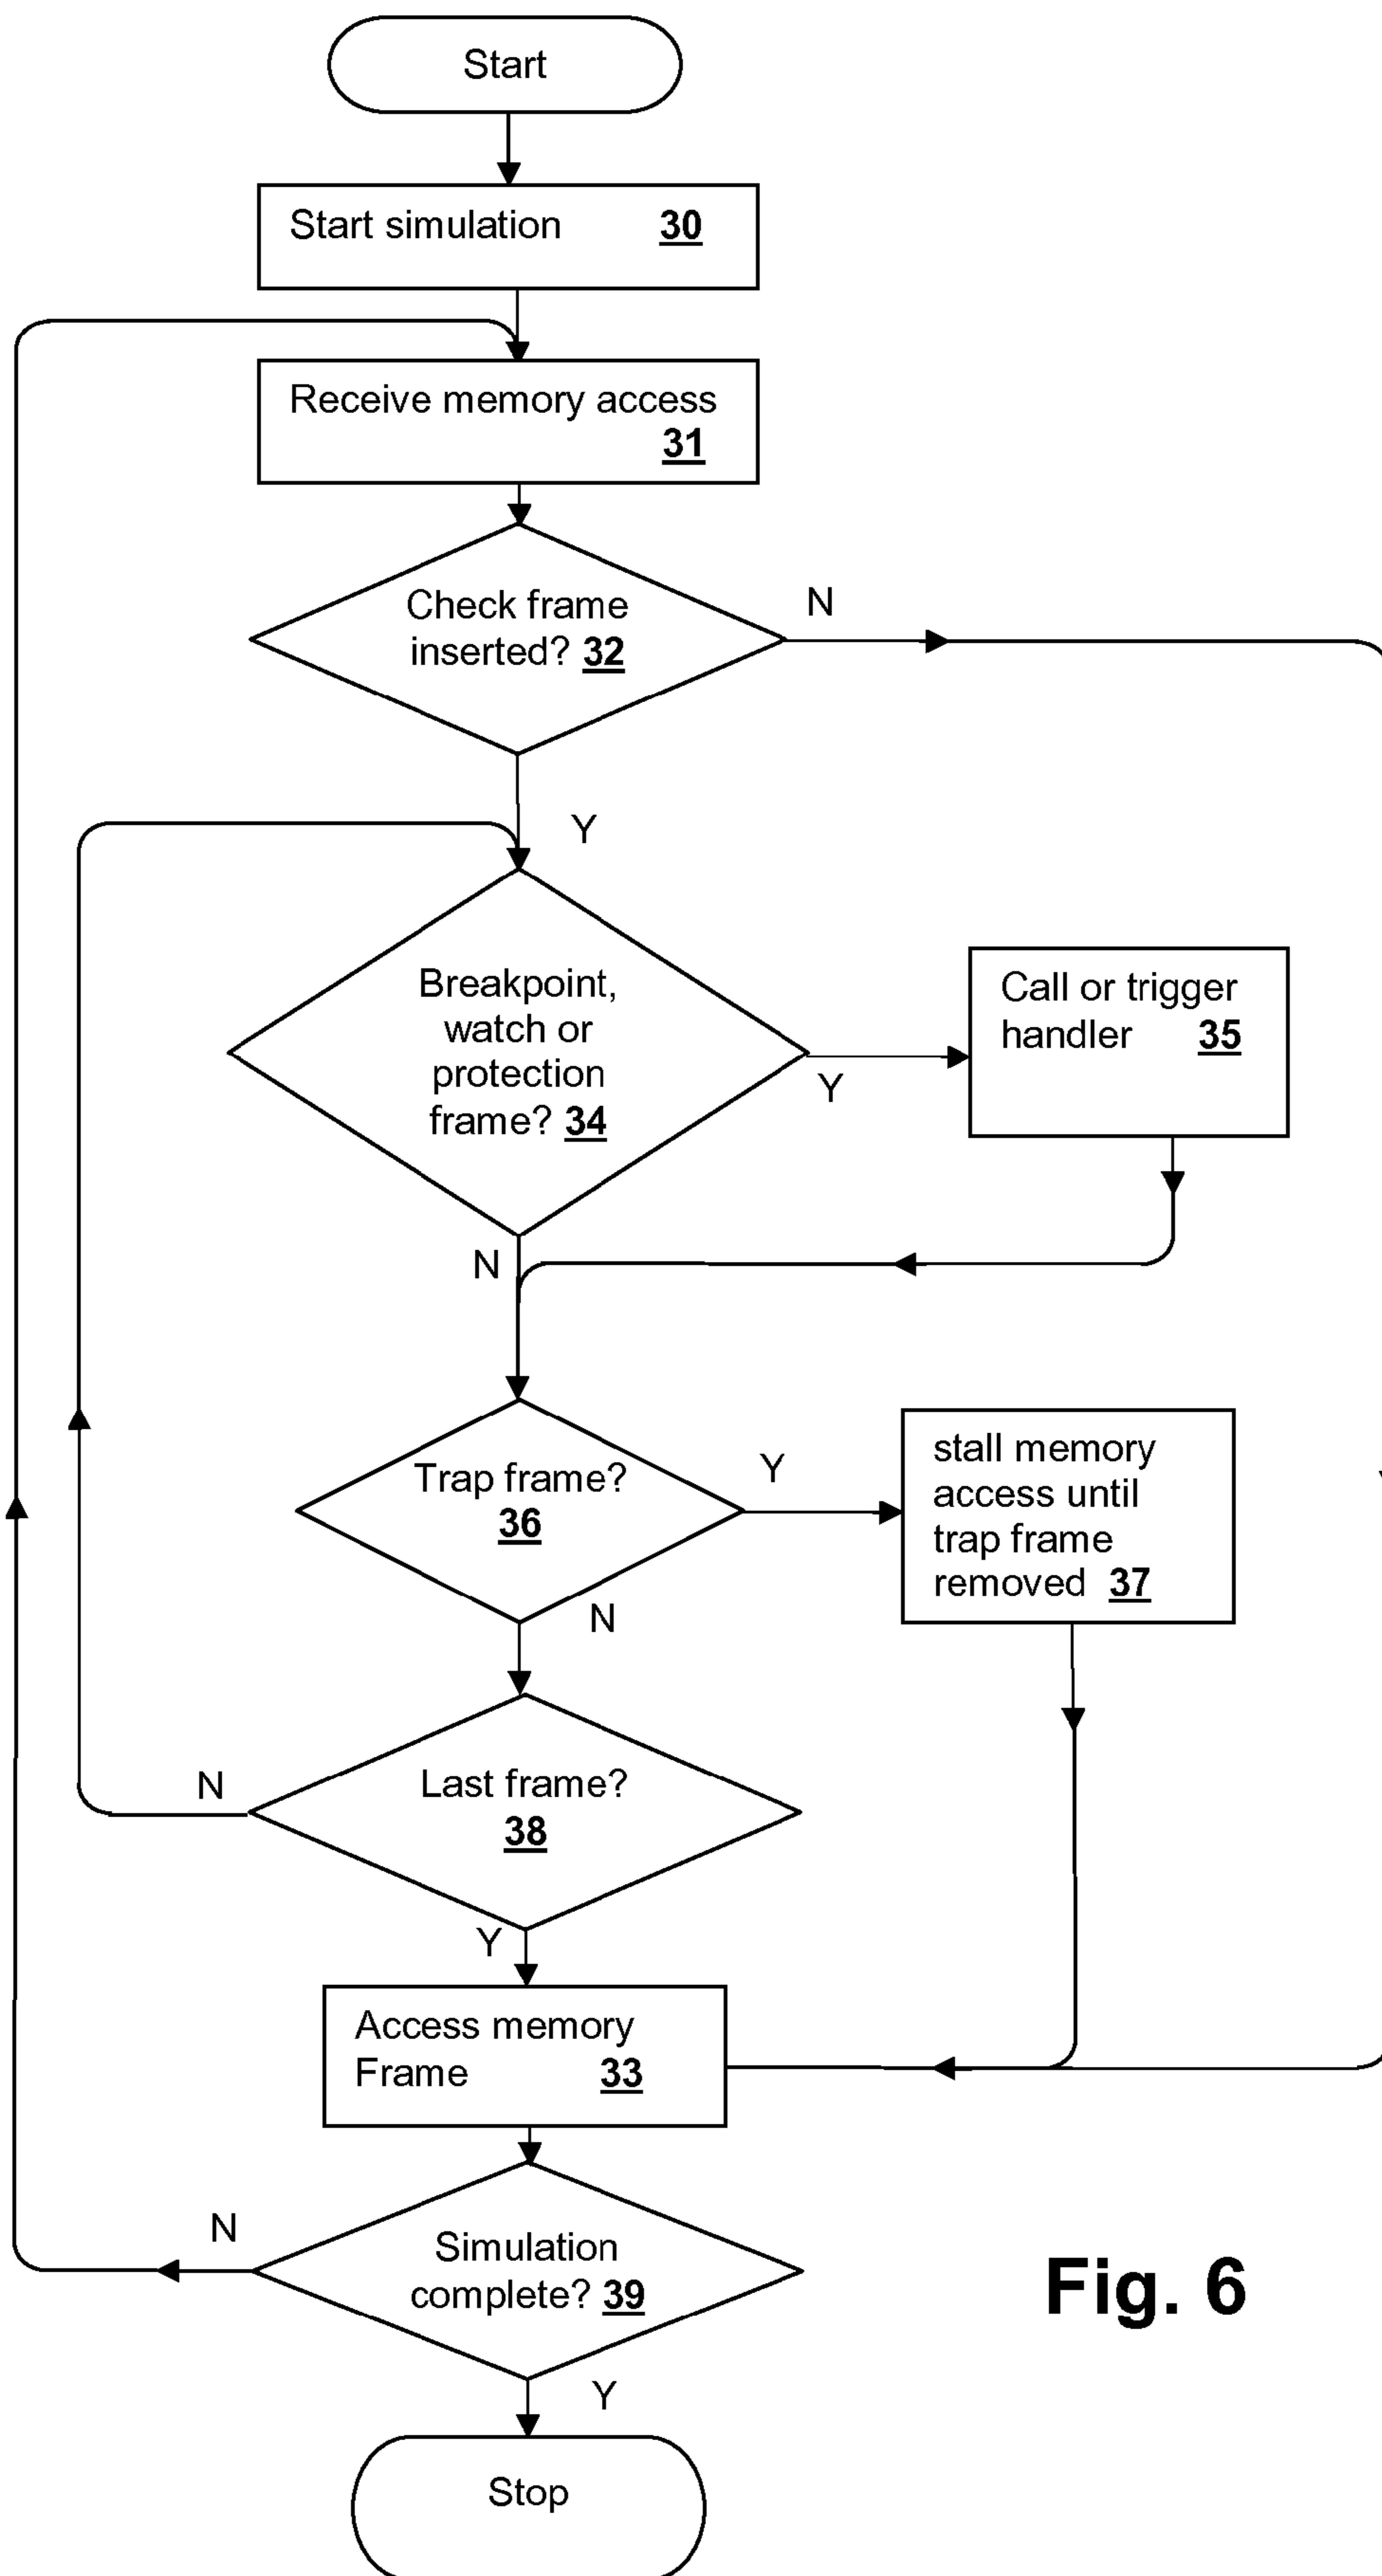 Start
Start simulation 30
Receive memory access
31
Check frame
inserted? 32
N
Y
Breakpoint,
watch or
protection
frame? 34
Y
Call or trigger
handler 35
N
Trap frame?
36
Y
stall memory
access until
trap frame
removed 37
N
Last frame?
38
N
Y
Access memory
Frame 33
Simulation
complete? 39
N
Y
Stop
Fig. 6